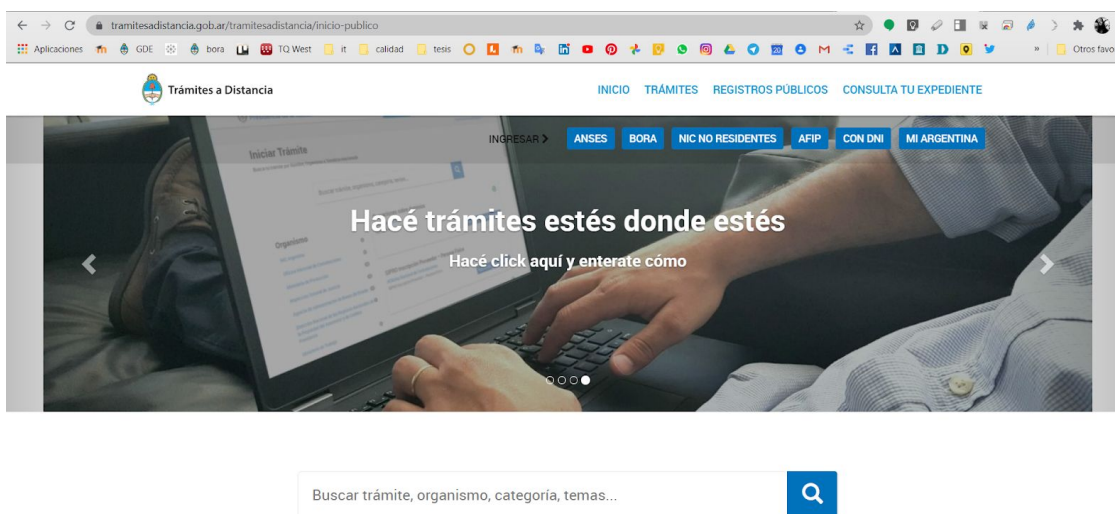 tramitesadistancia.gob.ar/tramitesadistancia/inicio-publico
Aplicaciones GDE bora TQ West it calidad tesis » Otros favo
Trámites a Distancia INICIO TRÁMITES REGISTROS PÚBLICOS CONSULTA TU EXPEDIENTE
INGRESAR ANSES BORA NIC NO RESIDENTES AFIP CON DNI MI ARGENTINA
Iniciar Trámite
Organismo
Hacé trámites estés donde estés
Hacé click aquí y enterate cómo
Buscar trámite, organismo, categoría, temas...